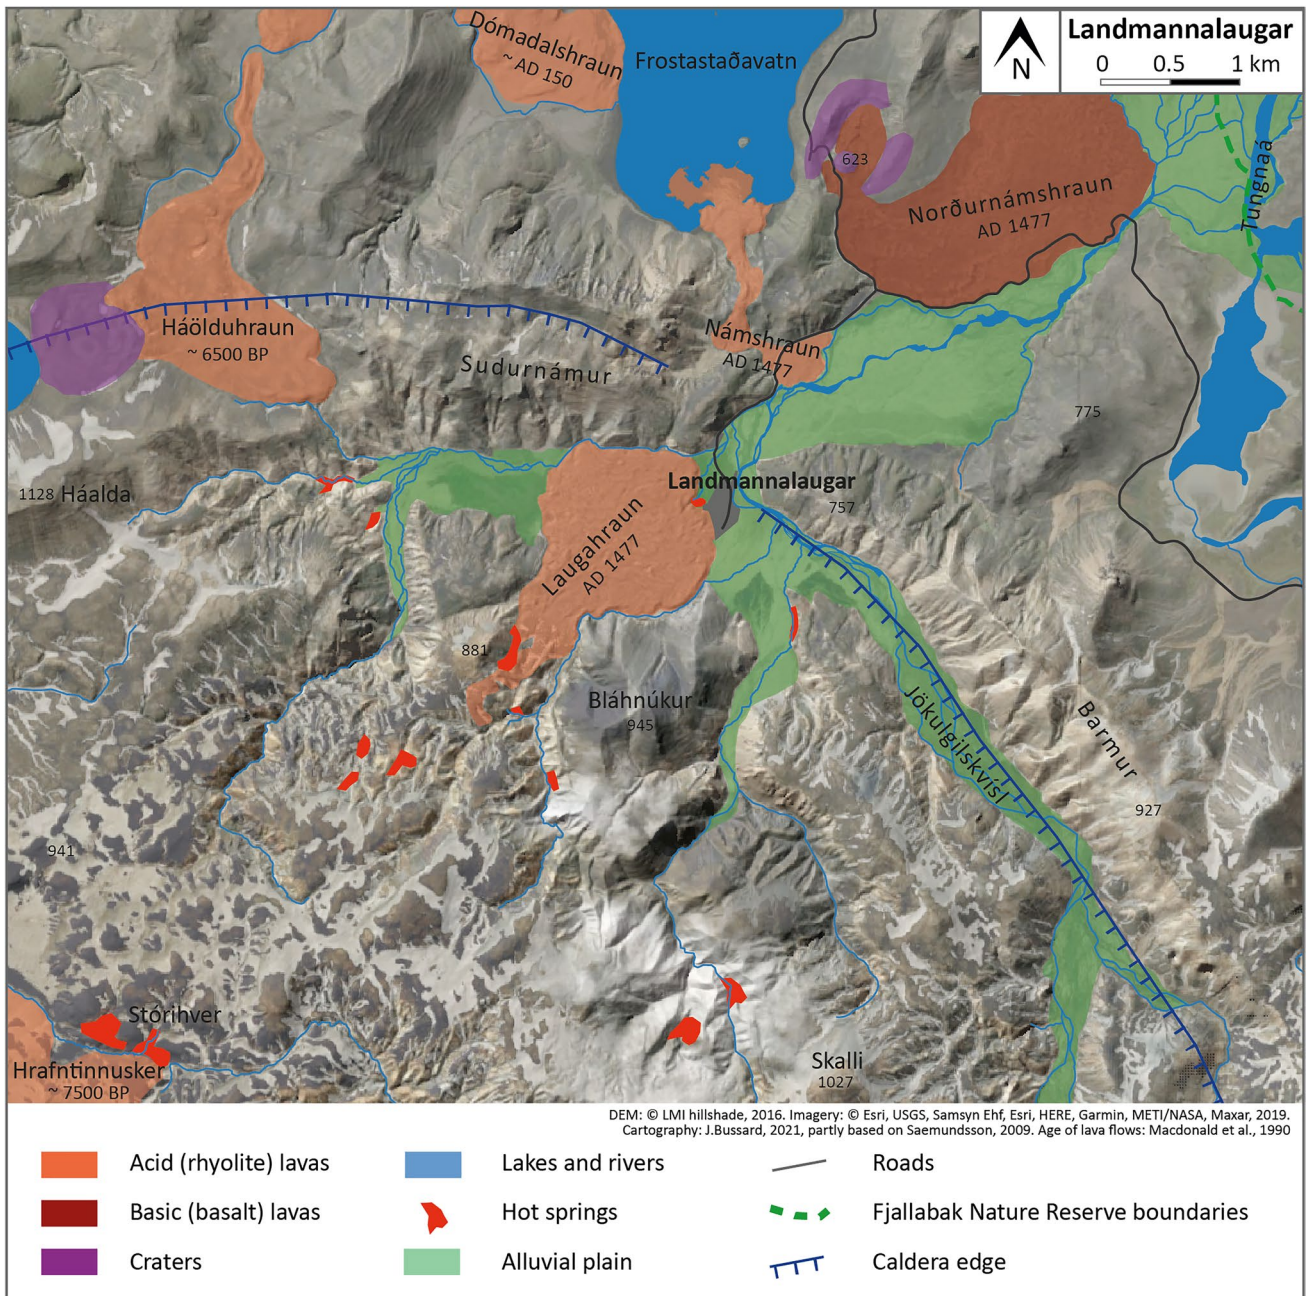 Landmannalaugar
0 0.5 1 km
N
Dómadalshraun
~ AD 150
Frostastaðavatn
623
Norðurnámshraun
AD 1477
Tungnaá
Háölduhraun
~ 6500 BP
Sudurnámur
Námshraun
AD 1477
775
1128 Háalda
Landmannalaugar
757
Laugahraun
AD 1477
881
Bláhnúkur
945
Jökulgilskvísl
Barmur
927
941
Stórihver
Hrafntinnusker
~ 7500 BP
Skalli
1027
DEM: © LMI hillshade, 2016. Imagery: © Esri, USGS, Samsyn Ehf, Esri, HERE, Garmin, METI/NASA, Maxar, 2019.
Cartography: J.Bussard, 2021, partly based on Saemundsson, 2009. Age of lava flows: Macdonald et al., 1990
Acid (rhyolite) lavas
Basic (basalt) lavas
Craters
Lakes and rivers
Hot springs
Alluvial plain
Roads
Fjallabak Nature Reserve boundaries
Caldera edge